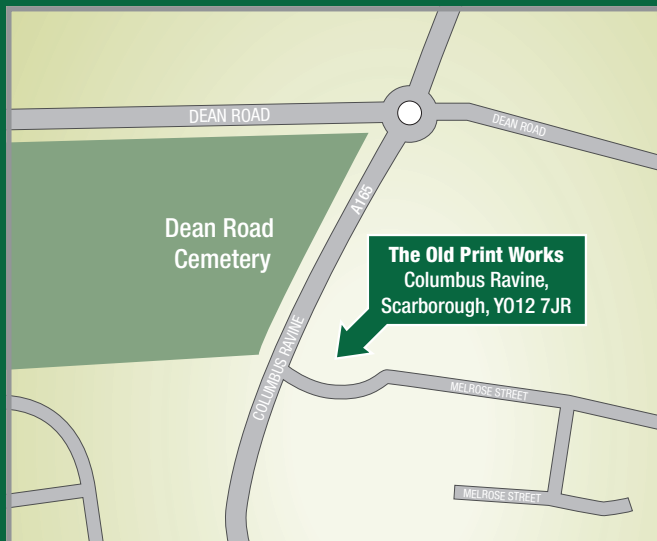 DEAN ROAD
DEAN ROAD
A165
Dean Road
Cemetery
The Old Print Works
Columbus Ravine,
Scarborough, YO12 7JR
COLUMBUS RAVINE
MELROSE STREET
MELROSE STREET